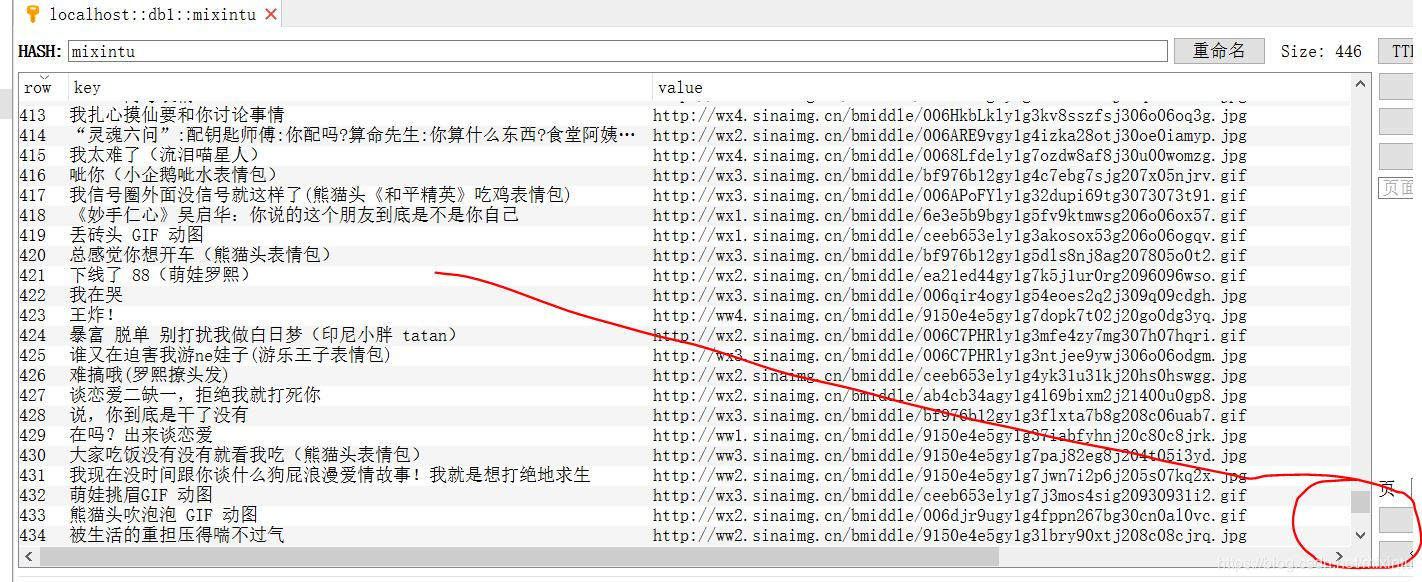 localhost::db1::mixintu
HASH: mixintu 重命名 Size: 446
row key value
413 我扎心摸仙要和你讨论事情 http://wx4.sinaimg.cn/bmiddle/006HkbLkly1g3kv8sszfsj306o06oq3g.jpg
414 “灵魂六问”:配钥匙师傅:你配吗?算命先生:你算什么东西?食堂阿姨… http://wx2.sinaimg.cn/bmiddle/006ARE9vgy1g4izka28otj30oe0iamyp.jpg
415 我太难了（流泪喵星人） http://wx4.sinaimg.cn/bmiddle/0068Lfdely1g7ozdw8af8j30u00womzg.jpg
416 呲你（小企鹅呲水表情包） http://wx3.sinaimg.cn/bmiddle/bf976b12gy1g4c7ebg7sjg207x05njrv.gif
417 我信号圈外面没信号就这样了(熊猫头《和平精英》吃鸡表情包) http://wx3.sinaimg.cn/bmiddle/006APoFYly1g32dupi69tg3073073t91.gif
418 《妙手仁心》吴启华：你说的这个朋友到底是不是你自己 http://wx1.sinaimg.cn/bmiddle/6e3e5b9bgy1g5fv9ktmwsg206o06ox57.gif
419 丢砖头 GIF 动图 http://wx1.sinaimg.cn/bmiddle/ceeb653ely1g3akosox53g206o06ogqv.gif
420 总感觉你想开车（熊猫头表情包） http://wx3.sinaimg.cn/bmiddle/bf976b12gy1g5dls8nj8ag207805o0t2.gif
421 下线了 88（萌娃罗熙） http://wx2.sinaimg.cn/bmiddle/ea21ed44gy1g7k5j1ur0rg2096096wso.gif
422 我在哭 http://wx3.sinaimg.cn/bmiddle/006qir4ogy1g54eoes2q2j309q09cdgh.jpg
423 王炸！ http://ww4.sinaimg.cn/bmiddle/9150e4e5gy1g7dopk7t02j20go0dg3yq.jpg
424 暴富 脱单 别打扰我做白日梦（印尼小胖 tatan） http://wx2.sinaimg.cn/bmiddle/006C7PHRly1g3mfe4zy7mg307h07hqri.gif
425 谁又在迫害我游ne娃子(游乐王子表情包) http://wx3.sinaimg.cn/bmiddle/006C7PHRly1g3ntjee9ywj306o06odgm.jpg
426 难搞哦(罗熙撩头发) http://wx2.sinaimg.cn/bmiddle/ceeb653ely1g4yk31u31kj20hs0hswgg.jpg
427 谈恋爱二缺一，拒绝我就打死你 http://wx2.sinaimg.cn/bmiddle/ab4cb34agy1g4l69bixm2j21400u0gp8.jpg
428 说，你到底是干了没有 http://wx3.sinaimg.cn/bmiddle/bf976b12gy1g3flxta7b8g208c06uab7.gif
429 在吗？出来谈恋爱 http://ww1.sinaimg.cn/bmiddle/9150e4e5gy1g37iabfyhnj20c80c8jrk.jpg
430 大家吃饭没有没有就看我吃（熊猫头表情包） http://ww3.sinaimg.cn/bmiddle/9150e4e5gy1g7paj82eg8j204t05i3yd.jpg
431 我现在没时间跟你谈什么狗屁浪漫爱情故事！我就是想打绝地求生 http://ww2.sinaimg.cn/bmiddle/9150e4e5gy1g7jwn7i2p6j205s07kq2x.jpg
432 萌娃挑眉GIF 动图 http://wx3.sinaimg.cn/bmiddle/ceeb653ely1g7j3mos4sig2093093li2.gif
433 熊猫头吹泡泡 GIF 动图 http://wx2.sinaimg.cn/bmiddle/006djr9ugy1g4fppn267bg30cn0al0vc.gif
434 被生活的重担压得喘不过气 http://ww2.sinaimg.cn/bmiddle/9150e4e5gy1g3lbry90xtj208c08cjrq.jpg
页